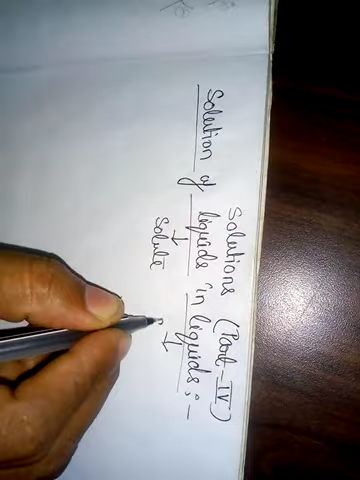 Solutions (Part-IV)
Solution of liquids in liquids:-
↓ ↓
Solute s